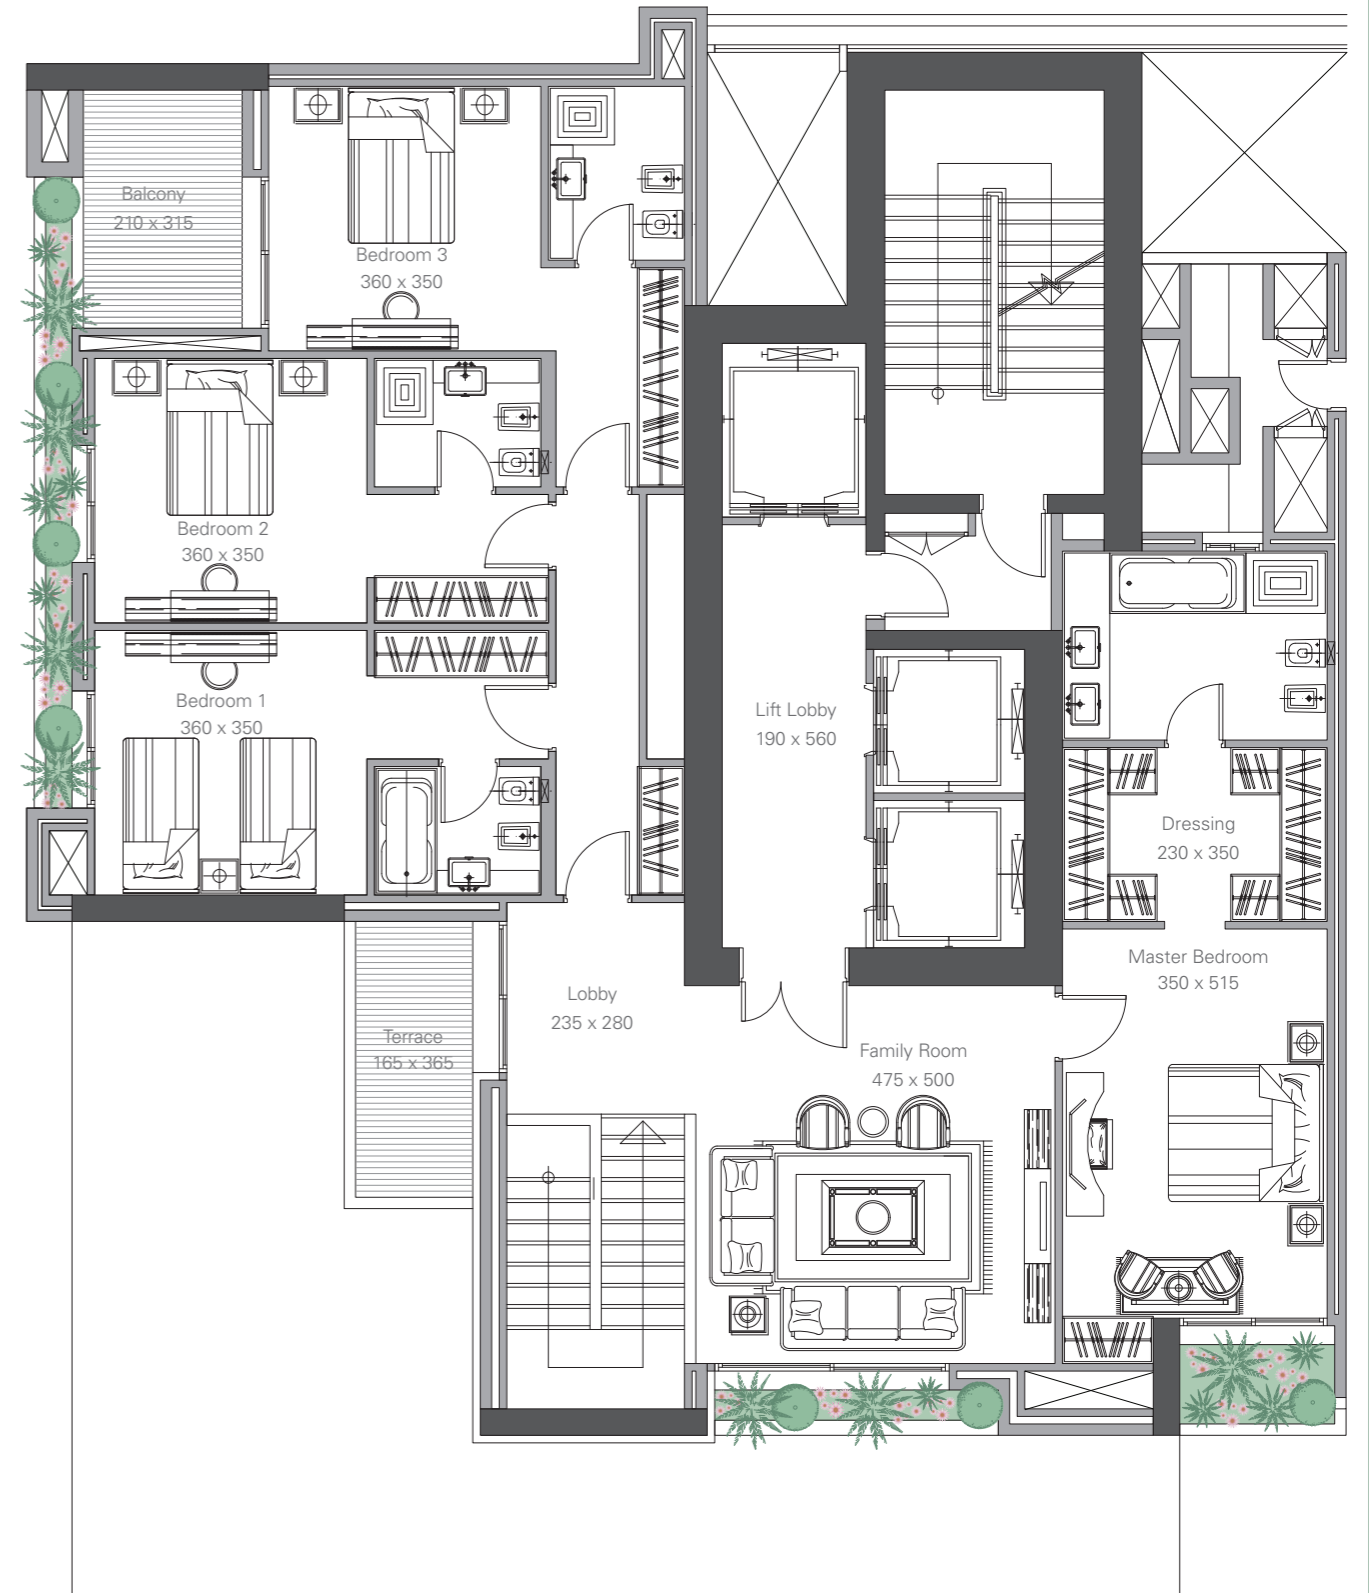 Balcony
210 x 315
Bedroom 3
360 x 350
Bedroom 2
360 x 350
Bedroom 1
360 x 350
Lift Lobby
190 x 560
Dressing
230 x 350
Master Bedroom
350 x 515
Lobby
235 x 280
Terrace
165 x 365
Family Room
475 x 500